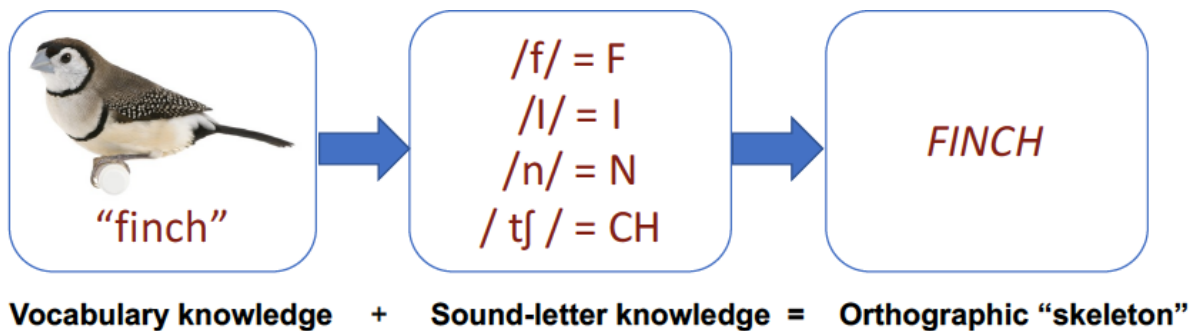 “finch”
/f/ = F
/I/ = I
/n/ = N
/ tʃ / = CH
FINCH
Vocabulary knowledge + Sound-letter knowledge = Orthographic “skeleton”